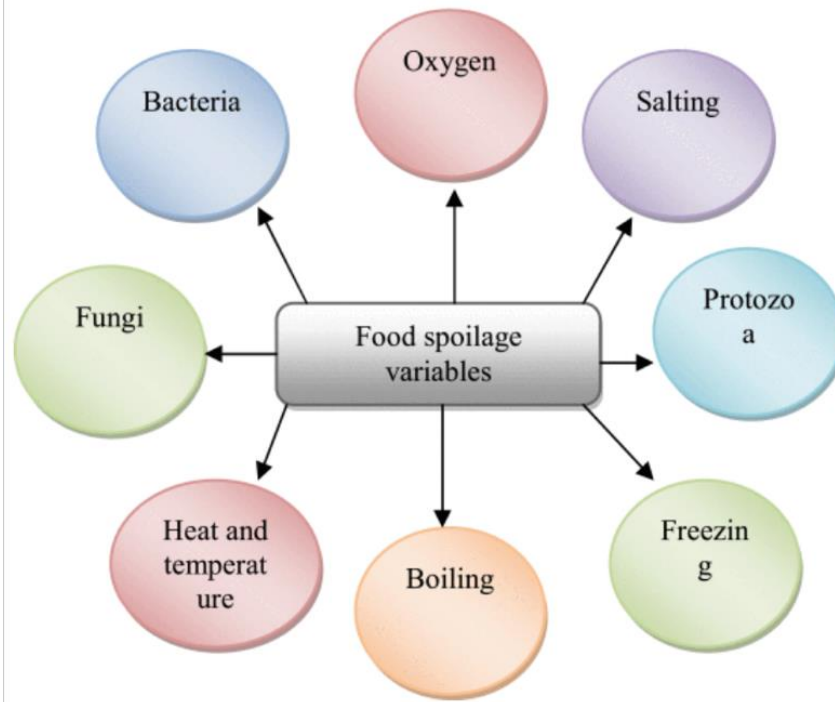 Oxygen
Bacteria
Salting
Protozo
a
Fungi
Food spoilage
variables
Heat and
temperat
ure
Boiling
Freezin
g